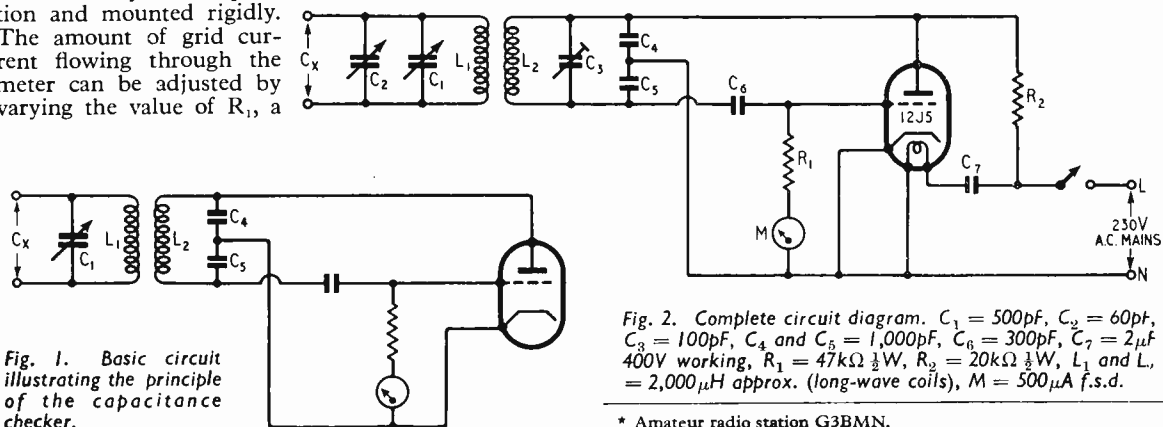 tion and mounted rigidly.
The amount of grid cur-
rent flowing through the
meter can be adjusted by
varying the value of R₁, a
Cx
C₂
C₁
L₁
L₂
C₃
C₄
C₅
C₆
R₁
M
12J5
C₇
R₂
L
230V
A.C. MAINS
N
Cx
C₁
L₁
L₂
C₄
C₅
Fig. 1. Basic circuit
illustrating the principle
of the capacitance
checker.
Fig. 2. Complete circuit diagram. C₁ = 500pF, C₂ = 60pF,
C₃ = 100pF, C₄ and C₅ = 1,000pF, C₆ = 300pF, C₇ = 2μF
400V working, R₁ = 47kΩ ½W, R₂ = 20kΩ ½W, L₁ and L₂
= 2,000μH approx. (long-wave coils), M = 500μA f.s.d.
* Amateur radio station G3BMN.